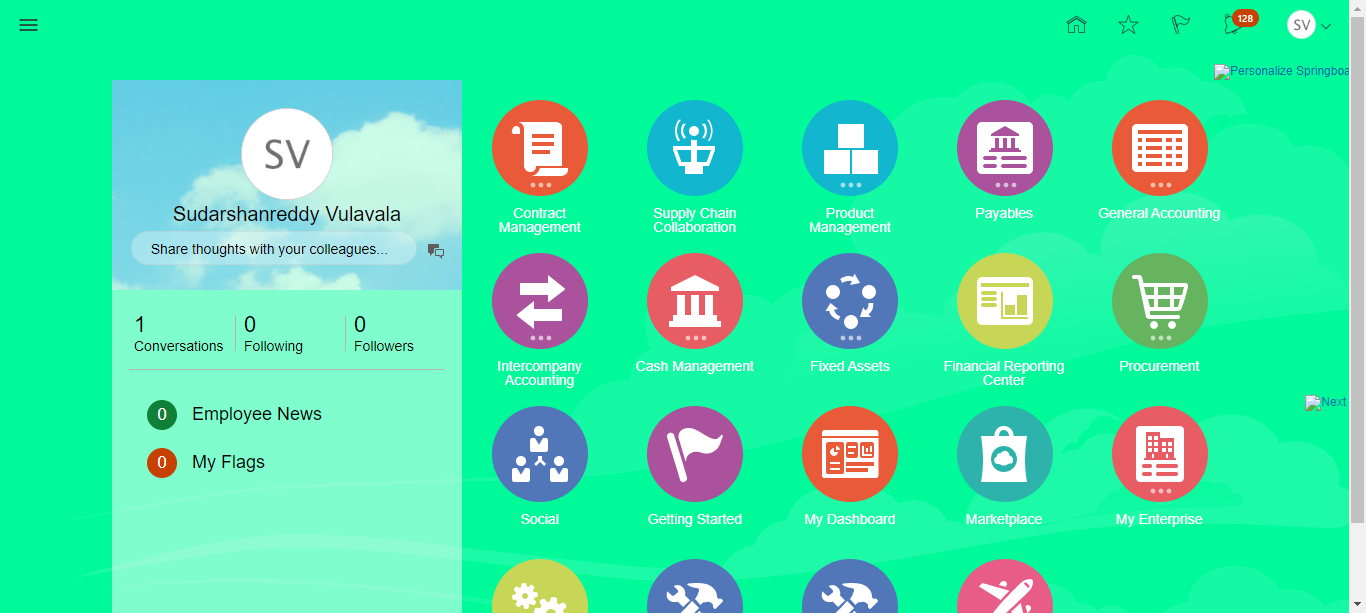 128
SV
Personalize Springboa
SV
Sudarshanreddy Vulavala
Share thoughts with your colleagues...
1
Conversations
0
Following
0
Followers
0 Employee News
0 My Flags
Contract
Management
Supply Chain
Collaboration
Product
Management
Payables
General Accounting
Intercompany
Accounting
Cash Management
Fixed Assets
Financial Reporting
Center
Procurement
Next
Social
Getting Started
My Dashboard
Marketplace
My Enterprise